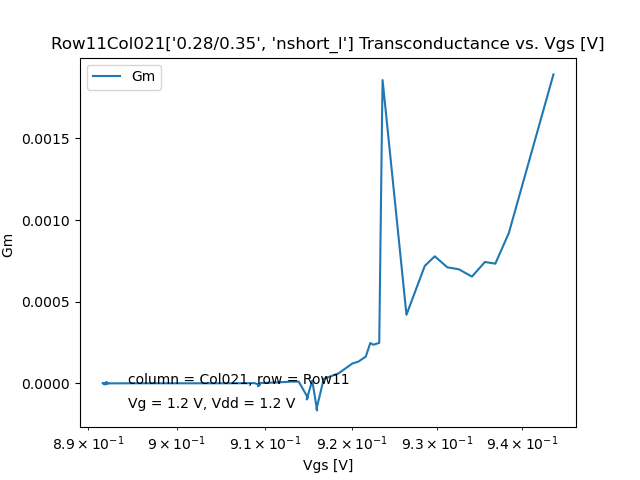 Row11Col021['0.28/0.35', 'nshort_l'] Transconductance vs. Vgs [V]
Gm
0.0015
0.0010
0.0005
0.0000
Gm
column = Col021, row = Row11
Vg = 1.2 V, Vdd = 1.2 V
8.9 × 10⁻¹ 9 × 10⁻¹ 9.1 × 10⁻¹ 9.2 × 10⁻¹ 9.3 × 10⁻¹ 9.4 × 10⁻¹
Vgs [V]